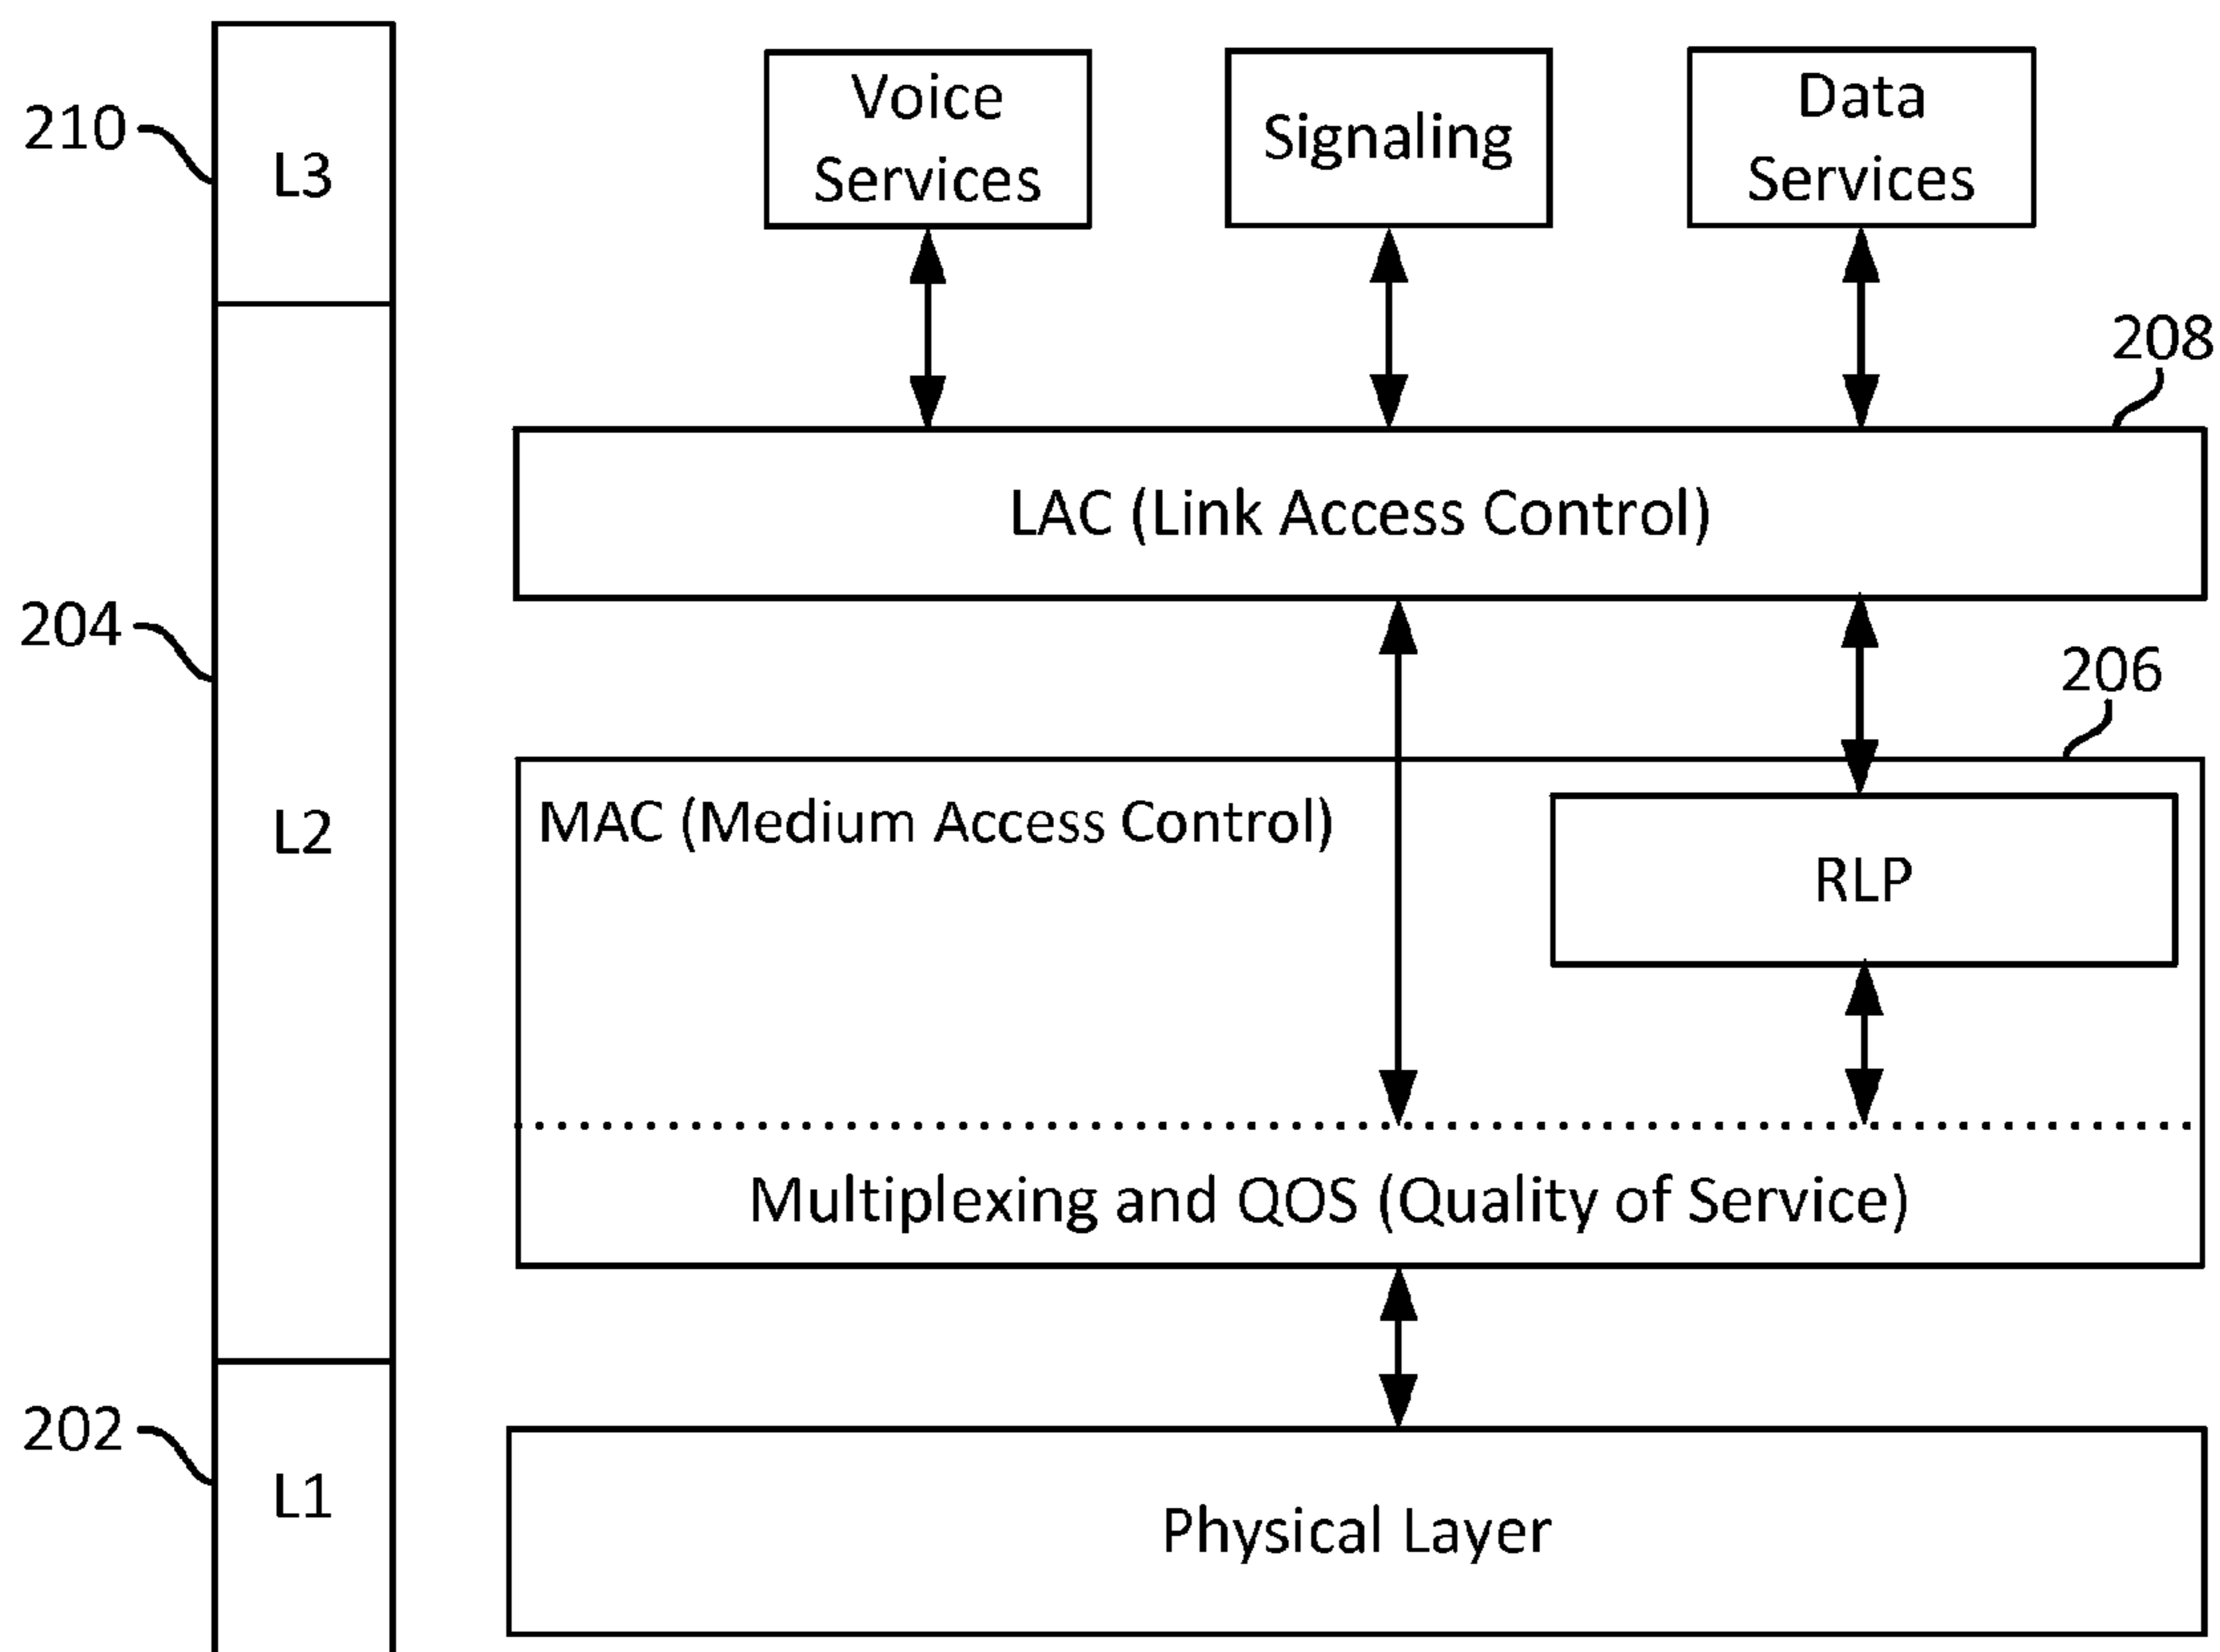 210
L3
Voice
Services
Signaling
Data
Services
208
LAC (Link Access Control)
204
206
L2
MAC (Medium Access Control)
RLP
Multiplexing and QOS (Quality of Service)
202
L1
Physical Layer